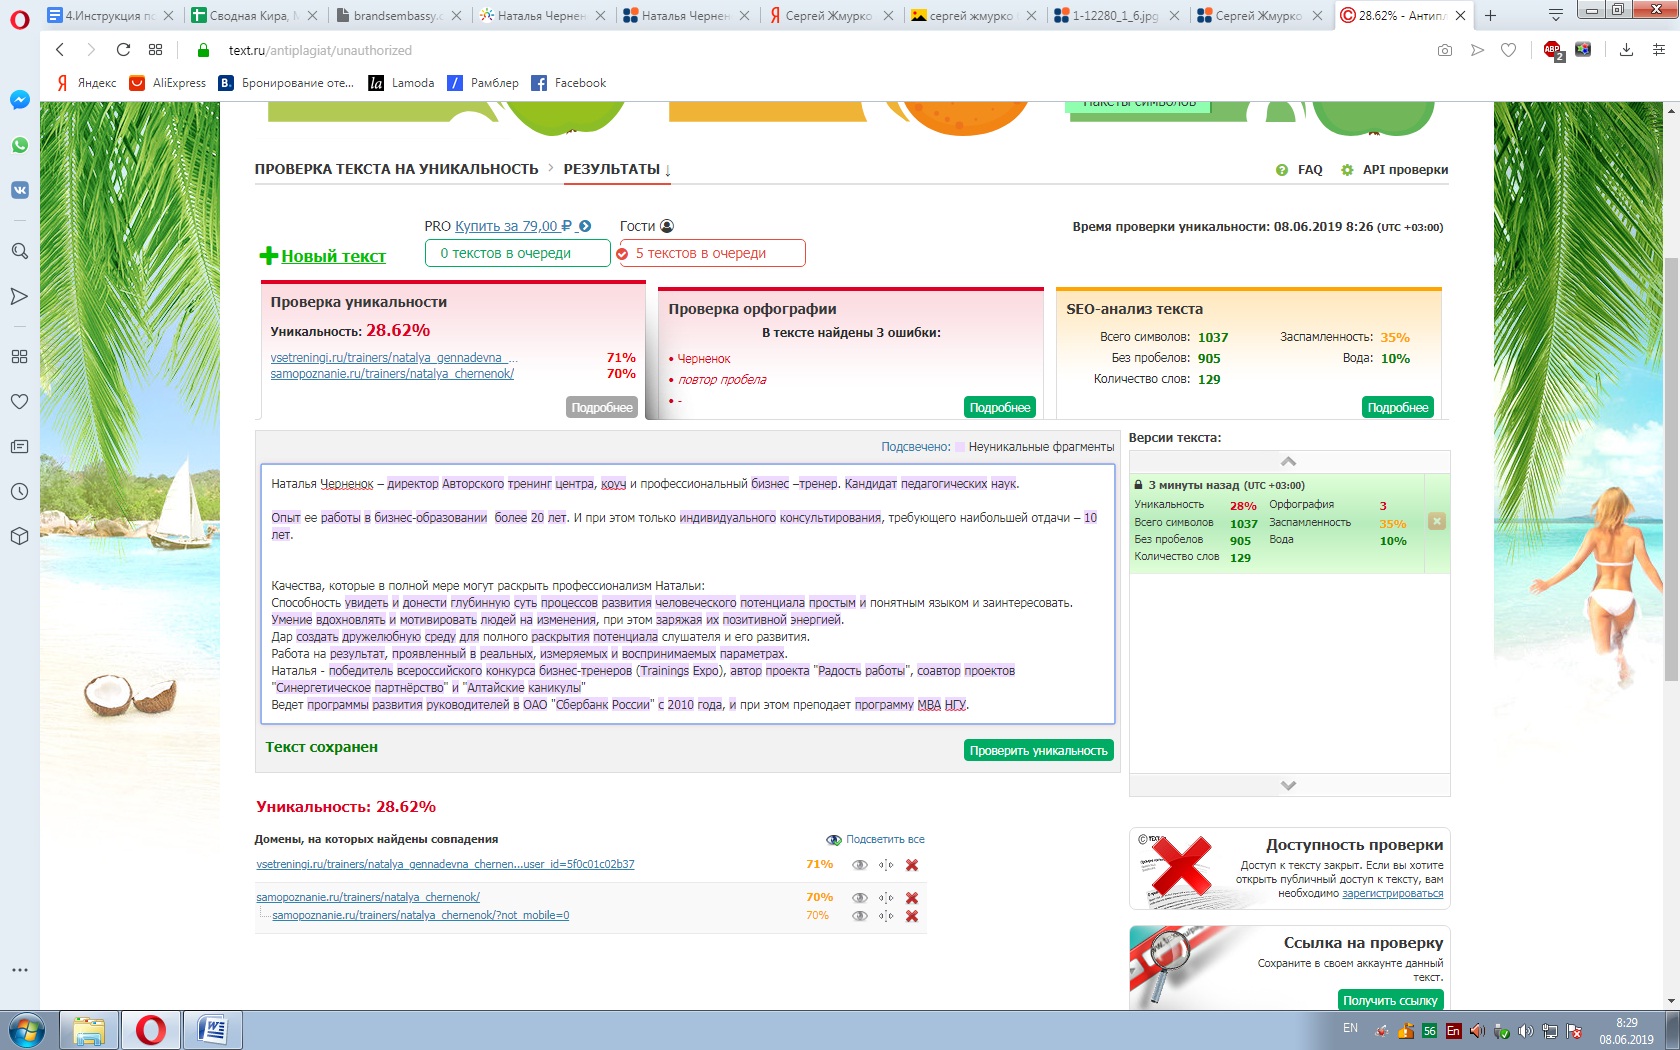 4.Инструкция по
Сводная Кира, М
brandsembassy.c
Наталья Чернен
Наталья Чернен
Сергей Жмурко
сергей жмурко
1-12280_1_6.jpg
Сергей Жмурко
28.62% - Антипл
text.ru/antiplagiat/unauthorized
ABP
2
Яндекс
AliExpress
B. Бронирование оте...
la Lamoda
Рамблер
Facebook
Пакеты символов
ПРОВЕРКА ТЕКСТА НА УНИКАЛЬНОСТЬ > РЕЗУЛЬТАТЫ ↓
FAQ
API проверки
PRO Купить за 79,00 ₽
Гости
Время проверки уникальности: 08.06.2019 8:26 (UTC +03:00)
Новый текст
0 текстов в очереди
5 текстов в очереди
Проверка уникальности
Уникальность: 28.62%
vsetreningi.ru/trainers/natalya_gennadevna_... 71%
samopoznanie.ru/trainers/natalya_chernenok/ 70%
Подробнее
Проверка орфографии
В тексте найдены 3 ошибки:
• Черненок
• повтор пробела
• -
Подробнее
SEO-анализ текста
Всего символов: 1037 Заспамленность: 35%
Без пробелов: 905 Вода: 10%
Количество слов: 129
Подробнее
Подсвечено: Неуникальные фрагменты
Наталья Черненок – директор Авторского тренинг центра, коуч и профессиональный бизнес –тренер. Кандидат педагогических наук.
Опыт ее работы в бизнес-образовании  более 20 лет. И при этом только индивидуального консультирования, требующего наибольшей отдачи – 10
лет.
Качества, которые в полной мере могут раскрыть профессионализм Натальи:
Способность увидеть и донести глубинную суть процессов развития человеческого потенциала простым и понятным языком и заинтересовать.
Умение вдохновлять и мотивировать людей на изменения, при этом заряжая их позитивной энергией.
Дар создать дружелюбную среду для полного раскрытия потенциала слушателя и его развития.
Работа на результат, проявленный в реальных, измеряемых и воспринимаемых параметрах.
Наталья - победитель всероссийского конкурса бизнес-тренеров (Trainings Expo), автор проекта "Радость работы", соавтор проектов
"Синергетическое партнёрство" и "Алтайские каникулы"
Ведет программы развития руководителей в ОАО "Сбербанк России" с 2010 года, и при этом преподает программу МВА НГУ.
Текст сохранен
Проверить уникальность
Версии текста:
3 минуты назад (UTC +03:00)
Уникальность 28% Орфография 3
Всего символов 1037 Заспамленность 35%
Без пробелов 905 Вода 10%
Количество слов 129
Уникальность: 28.62%
Домены, на которых найдены совпадения
Подсветить все
vsetreningi.ru/trainers/natalya_gennadevna_chernen...user_id=5f0c01c02b37 71%
samopoznanie.ru/trainers/natalya_chernenok/ 70%
samopoznanie.ru/trainers/natalya_chernenok/?not_mobile=0 70%
Доступность проверки
Доступ к тексту закрыт. Если вы хотите
открыть публичный доступ к тексту, вам
необходимо зарегистрироваться
Ссылка на проверку
Сохраните в своем аккаунте данный
текст.
Получить ссылку
EN
56
En
8:29
08.06.2019